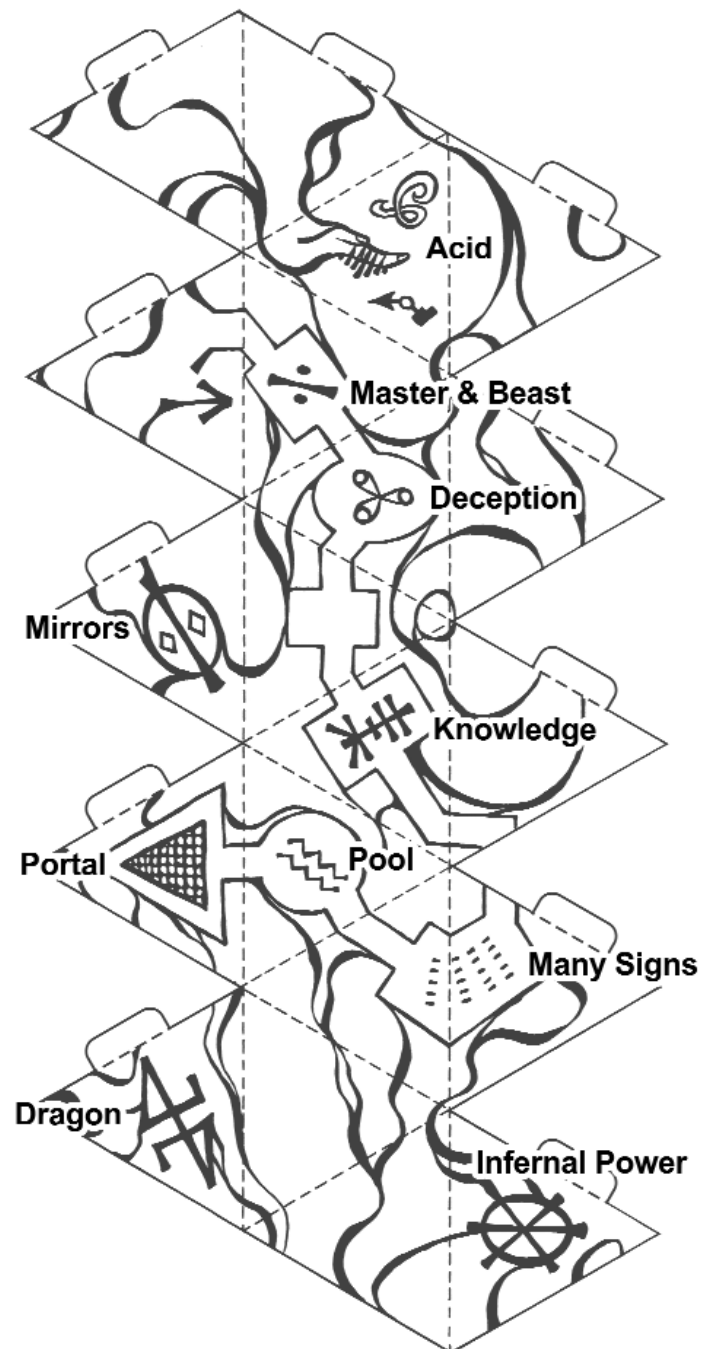 Acid
Master & Beast
Deception
Mirrors
Knowledge
Portal
Pool
Many Signs
Dragon
Infernal Power